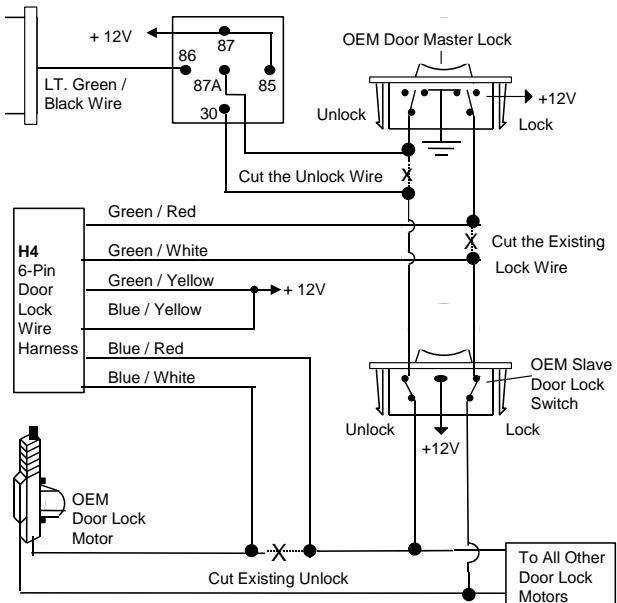 + 12V
87
86
87A
85
30
LT. Green /
Black Wire
OEM Door Master Lock
+12V
Unlock
Lock
Cut the Unlock Wire
X
Green / Red
Green / White
Green / Yellow
Blue / Yellow
Blue / Red
Blue / White
H4
6-Pin
Door
Lock
Wire
Harness
+ 12V
X
Cut the Existing
Lock Wire
OEM Slave
Door Lock
Switch
Unlock
Lock
+12V
OEM
Door Lock
Motor
X
Cut Existing Unlock
To All Other
Door Lock
Motors